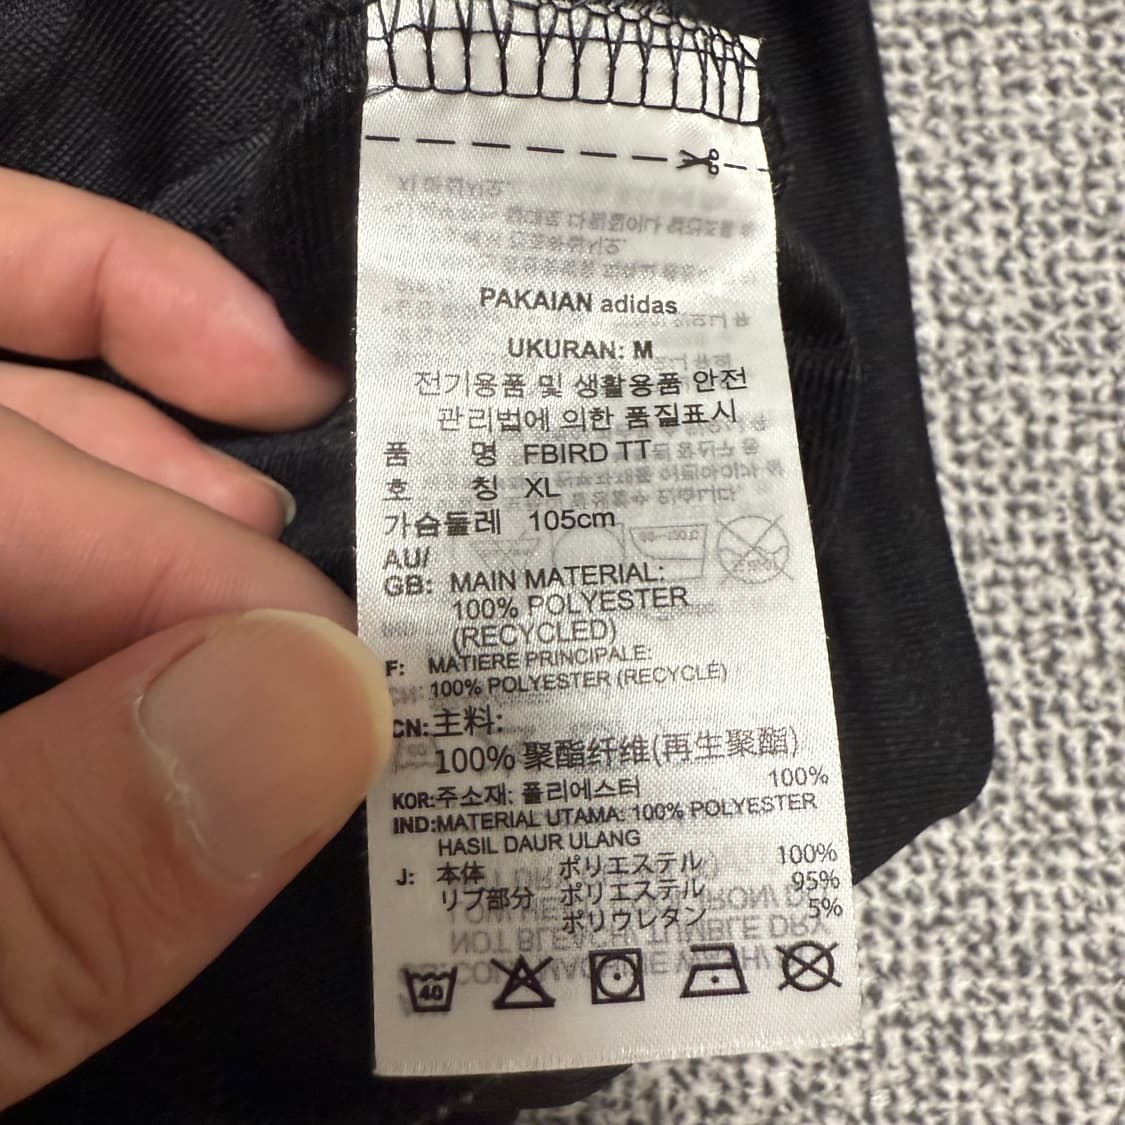 PAKAIAN adidas
UKURAN: M
전기용품 및 생활용품 안전
관리법에 의한 품질표시
품 명 FBIRD TT
호 칭 XL
가슴둘레 105cm
AU/
GB: MAIN MATERIAL:
100% POLYESTER
(RECYCLED)
F: MATIERE PRINCIPALE:
100% POLYESTER (RECYCLÉ)
CN: 主料:
100% 聚酯纤维(再生聚酯)
KOR: 주소재: 폴리에스터 100%
IND: MATERIAL UTAMA: 100% POLYESTER
HASIL DAUR ULANG
J: 本体 ポリエステル 100%
リブ部分 ポリエステル 95%
ポリウレタン 5%
40